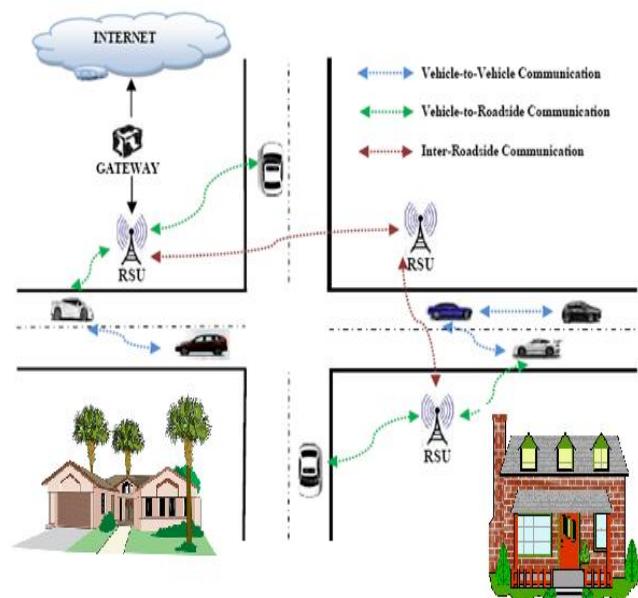 INTERNET
Vehicle-to-Vehicle Communication
Vehicle-to-Roadside Communication
Inter-Roadside Communication
GATEWAY
RSU
RSU
RSU